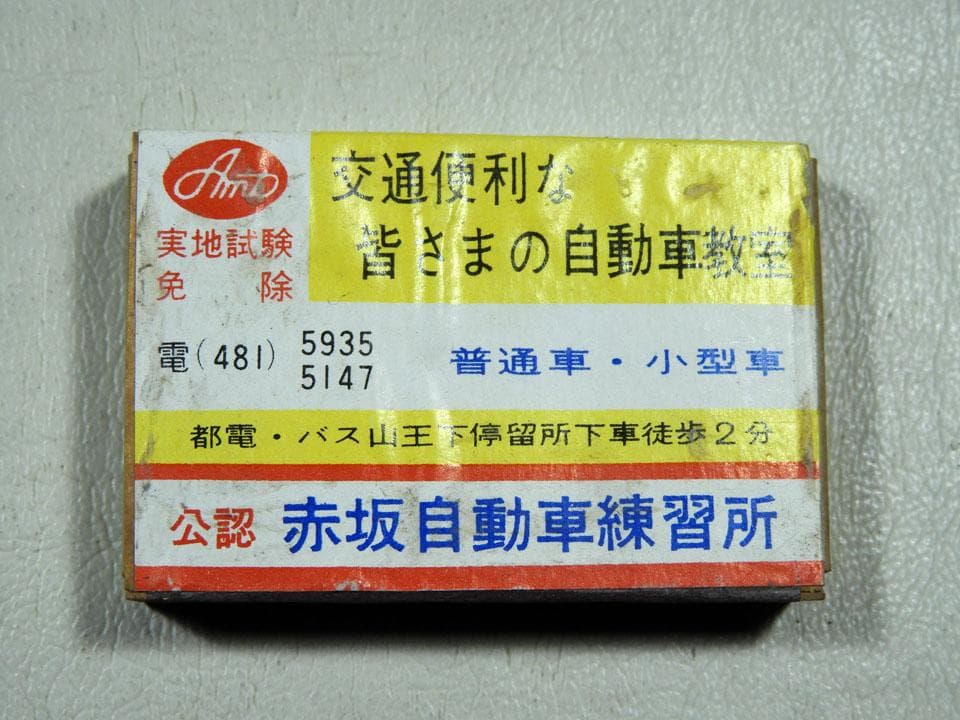 Auto
実地試験
免除
交通便利な
皆さまの自動車教室
電(481) 5935
5147
普通車・小型車
都電・バス山王下停留所下車徒歩2分
公認 赤坂自動車練習所